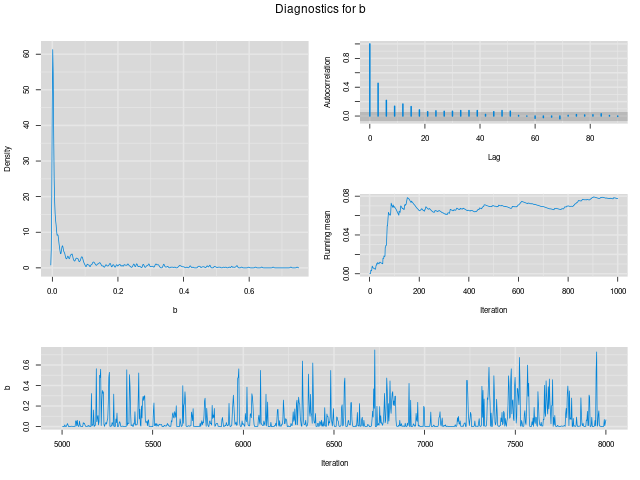 Diagnostics for b
Density
60
50
40
30
20
10
0
0.0 0.2 0.4 0.6
b
Autocorrelation
0.8
0.4
0.0
0 20 40 60 80
Lag
Running mean
0.08
0.04
0.00
0 200 400 600 800 1000
Iteration
b
0.6
0.4
0.2
0.0
5000 5500 6000 6500 7000 7500 8000
Iteration